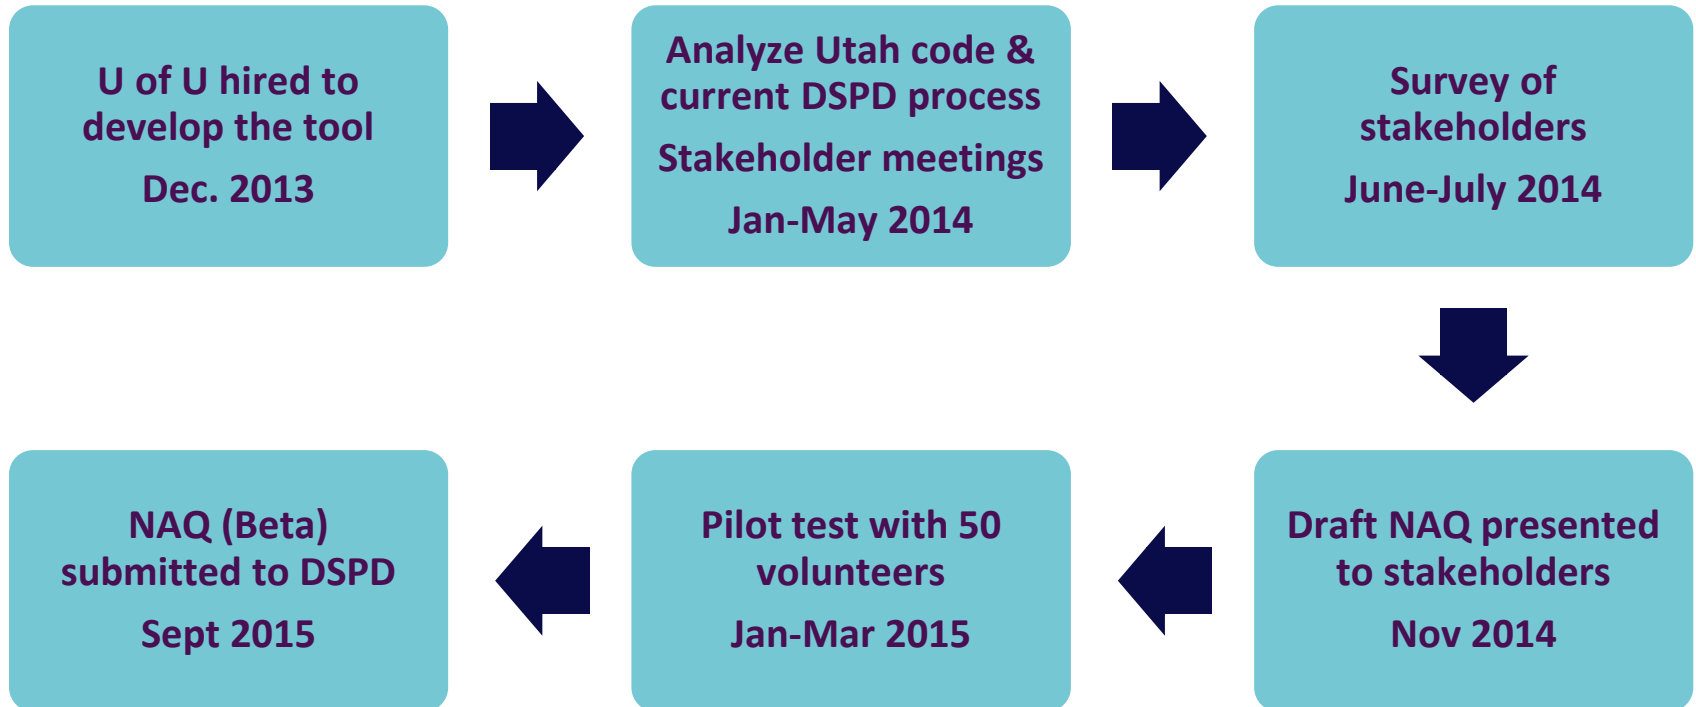 U of U hired to
develop the tool
Dec. 2013
Analyze Utah code &
current DSPD process
Stakeholder meetings
Jan-May 2014
Survey of
stakeholders
June-July 2014
Draft NAQ presented
to stakeholders
Nov 2014
Pilot test with 50
volunteers
Jan-Mar 2015
NAQ (Beta)
submitted to DSPD
Sept 2015